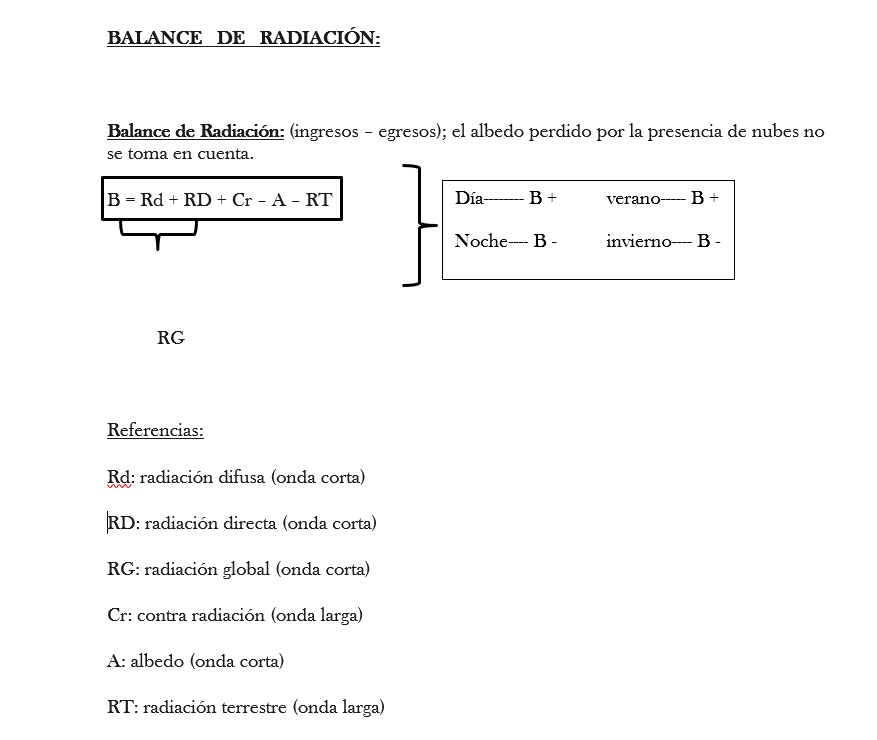 BALANCE DE RADIACIÓN:
Balance de Radiación: (ingresos – egresos); el albedo perdido por la presencia de nubes no
se toma en cuenta.
B = Rd + RD + Cr – A – RT
Día-------- B + verano----- B +
Noche---- B - invierno---- B -
RG
Referencias:
Rd: radiación difusa (onda corta)
RD: radiación directa (onda corta)
RG: radiación global (onda corta)
Cr: contra radiación (onda larga)
A: albedo (onda corta)
RT: radiación terrestre (onda larga)